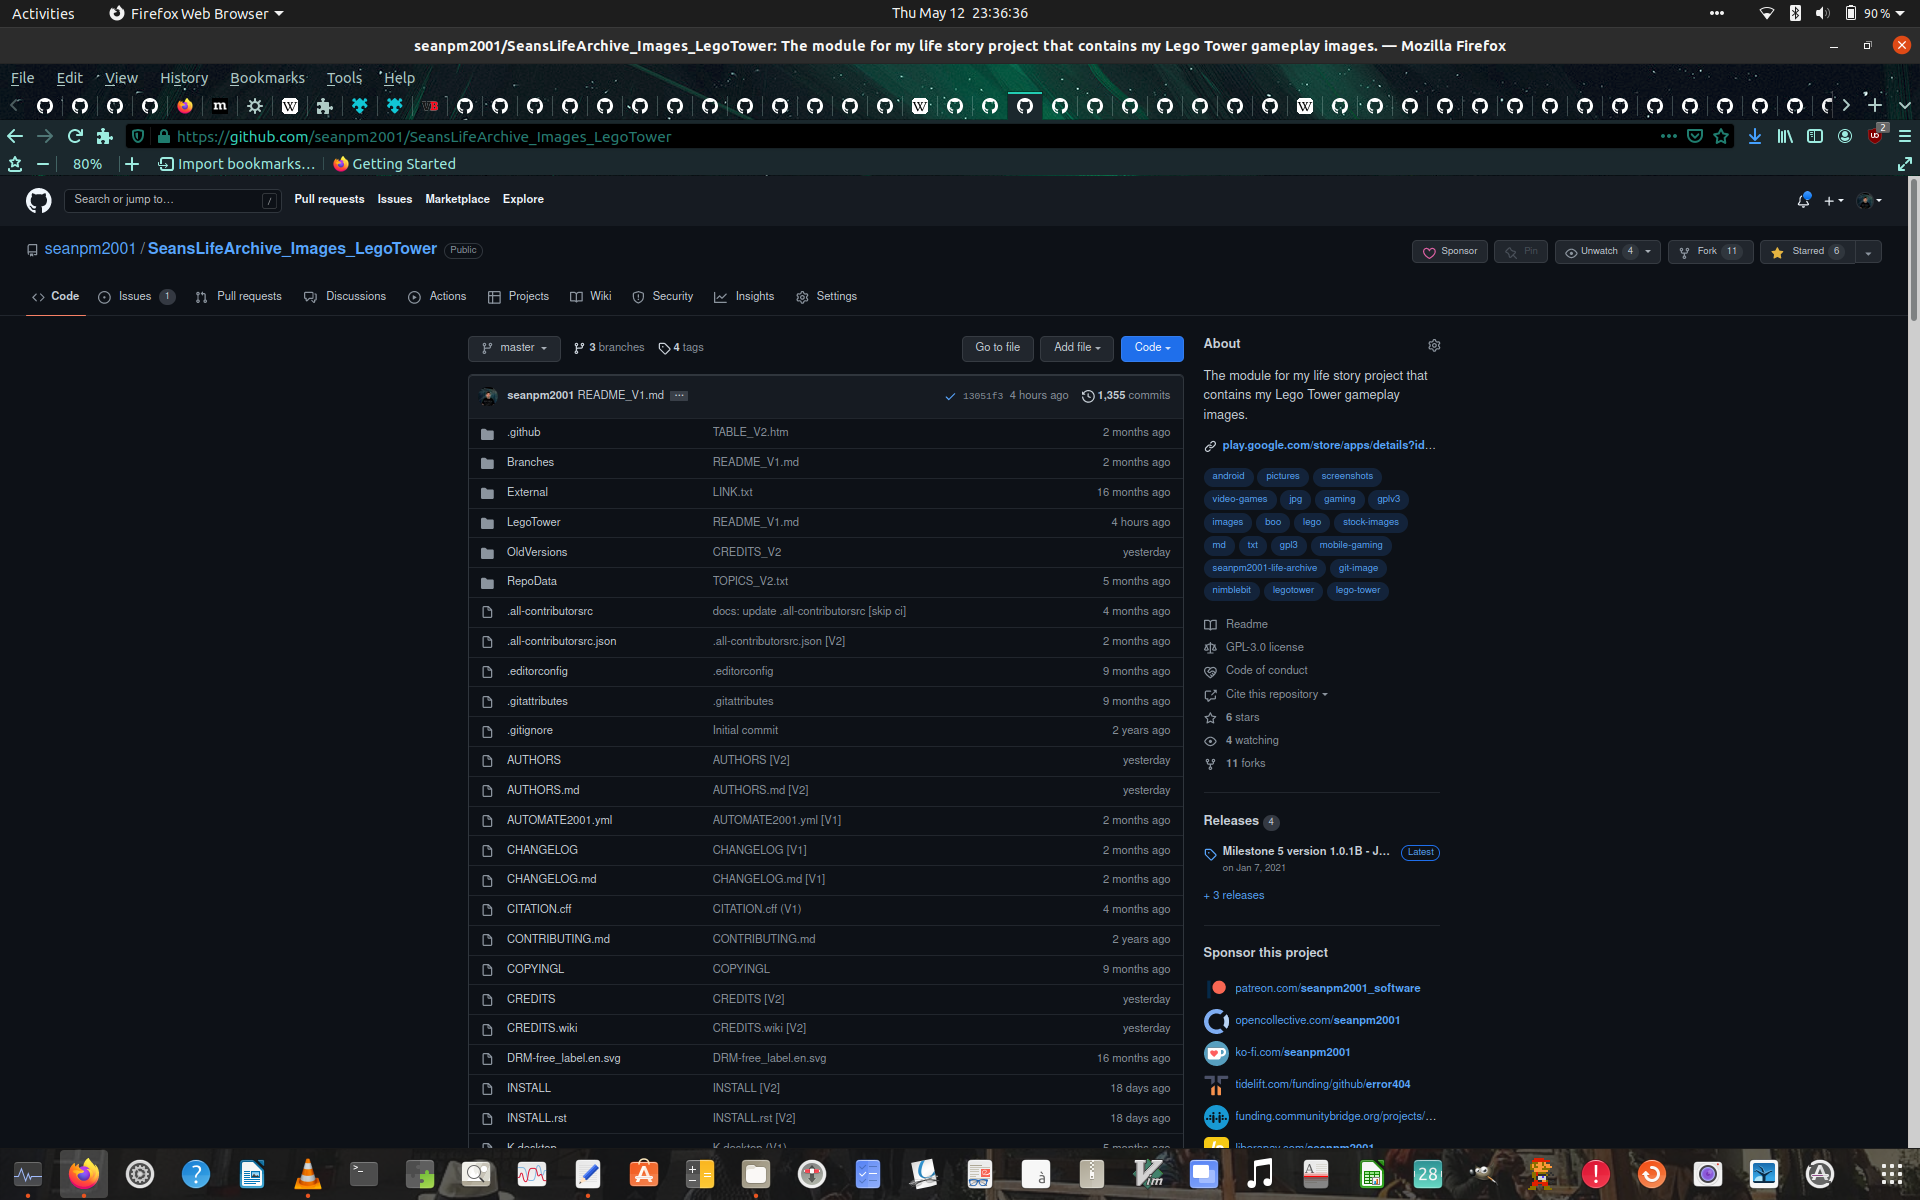 Activities Firefox Web Browser Thu May 12 23:36:36 90 %
seanpm2001/SeansLifeArchive_Images_LegoTower: The module for my life story project that contains my Lego Tower gameplay images. — Mozilla Firefox
File Edit View History Bookmarks Tools Help
https://github.com/seanpm2001/SeansLifeArchive_Images_LegoTower 2
80% Import bookmarks... Getting Started
Search or jump to... / Pull requests Issues Marketplace Explore
seanpm2001 / SeansLifeArchive_Images_LegoTower Public Sponsor Pin Unwatch 4 Fork 11 Starred 6
Code Issues 1 Pull requests Discussions Actions Projects Wiki Security Insights Settings
master 3 branches 4 tags Go to file Add file Code
seanpm2001 README_V1.md ... 13051f3 4 hours ago 1,355 commits
.github TABLE_V2.htm 2 months ago
Branches README_V1.md 2 months ago
External LINK.txt 16 months ago
LegoTower README_V1.md 4 hours ago
OldVersions CREDITS_V2 yesterday
RepoData TOPICS_V2.txt 5 months ago
.all-contributorsrc docs: update .all-contributorsrc [skip ci] 4 months ago
.all-contributorsrc.json .all-contributorsrc.json [V2] 2 months ago
.editorconfig .editorconfig 9 months ago
.gitattributes .gitattributes 9 months ago
.gitignore Initial commit 2 years ago
AUTHORS AUTHORS [V2] yesterday
AUTHORS.md AUTHORS.md [V2] yesterday
AUTOMATE2001.yml AUTOMATE2001.yml [V1] 2 months ago
CHANGELOG CHANGELOG [V1] 2 months ago
CHANGELOG.md CHANGELOG.md [V1] 2 months ago
CITATION.cff CITATION.cff (V1) 4 months ago
CONTRIBUTING.md CONTRIBUTING.md 2 years ago
COPYINGL COPYINGL 9 months ago
CREDITS CREDITS [V2] yesterday
CREDITS.wiki CREDITS.wiki [V2] yesterday
DRM-free_label.en.svg DRM-free_label.en.svg 16 months ago
INSTALL INSTALL [V2] 18 days ago
INSTALL.rst INSTALL.rst [V2] 18 days ago
About
The module for my life story project that
contains my Lego Tower gameplay
images.
play.google.com/store/apps/details?id...
android pictures screenshots
video-games jpg gaming gplv3
images boo lego stock-images
md txt gpl3 mobile-gaming
seanpm2001-life-archive git-image
nimblebit legotower lego-tower
Readme
GPL-3.0 license
Code of conduct
Cite this repository
6 stars
4 watching
11 forks
Releases 4
Milestone 5 version 1.0.1B - J... Latest
on Jan 7, 2021
+ 3 releases
Sponsor this project
patreon.com/seanpm2001_software
opencollective.com/seanpm2001
ko-fi.com/seanpm2001
tidelift.com/funding/github/error404
funding.communitybridge.org/projects/...
liberapay.com/seanpm2001
28